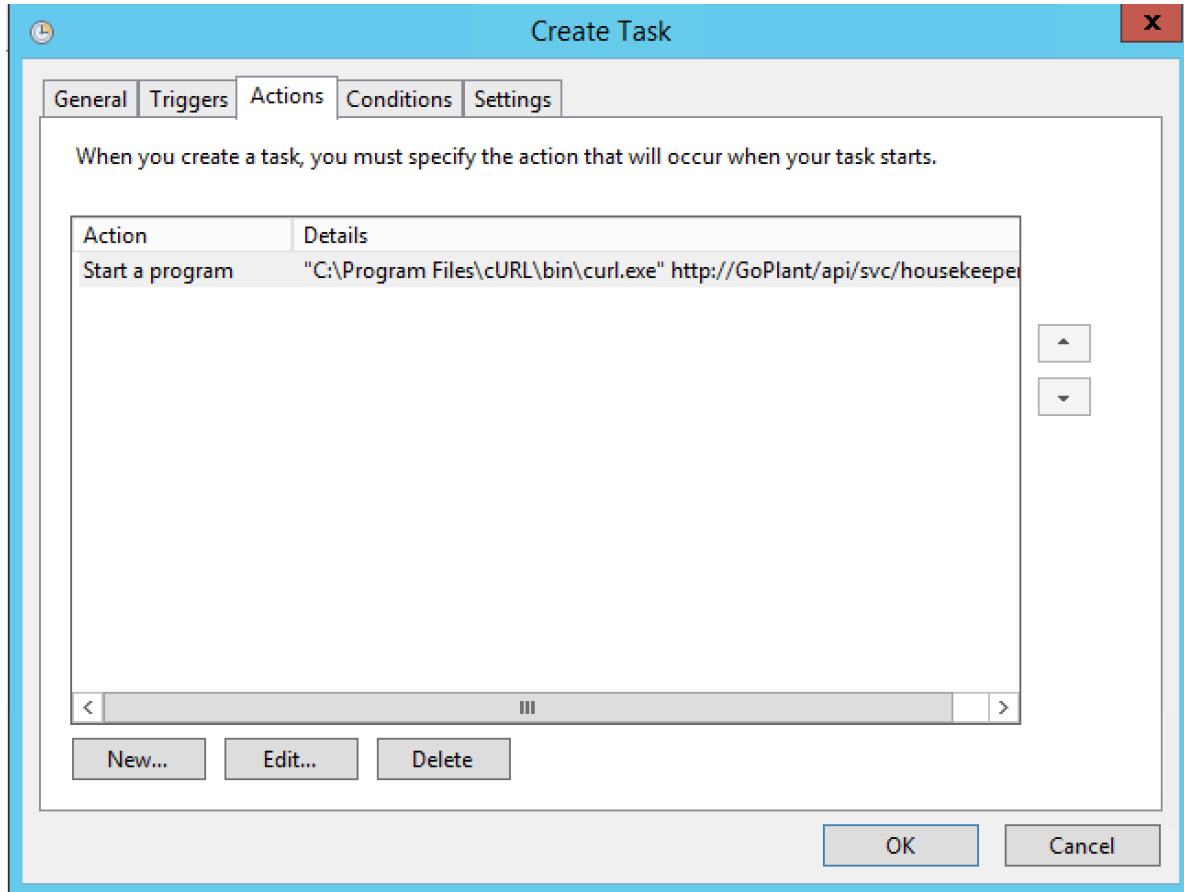 Create Task
x
General Triggers Actions Conditions Settings
When you create a task, you must specify the action that will occur when your task starts.
Action Details
Start a program "C:\Program Files\cURL\bin\curl.exe" http://GoPlant/api/svc/housekeeper
New... Edit... Delete
OK Cancel